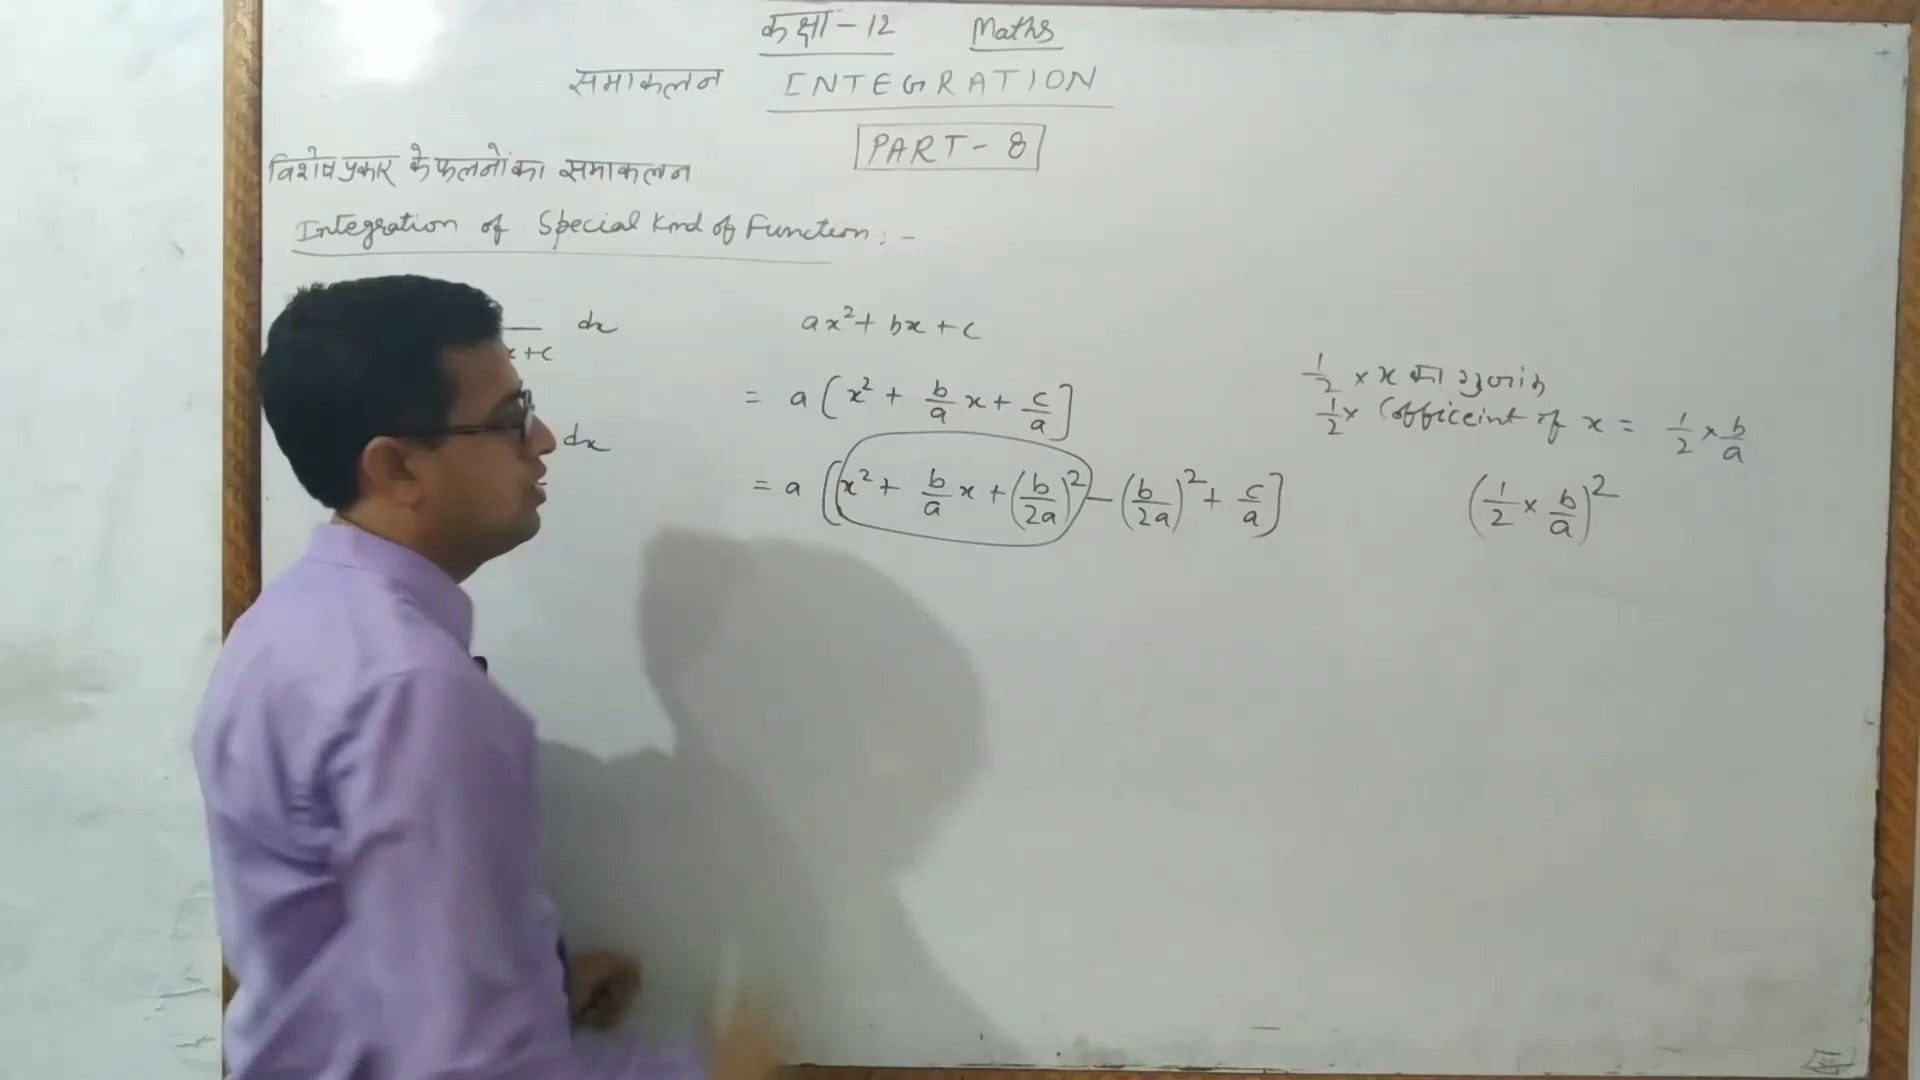 कक्षा - 12 Maths
समाकलन INTEGRATION
PART - 8
विशेष प्रकार के फलनों का समाकलन
Integration of Special Kind of Function : -
dx
x + c
dx
ax² + bx + c
= a [x² + b/a x + c/a]
= a [(x² + b/a x + (b/2a)² - (b/2a)² + c/a]
1/2 × x का गुणांक
1/2 × Cofficeint of x = 1/2 × b/a
(1/2 × b/a)²